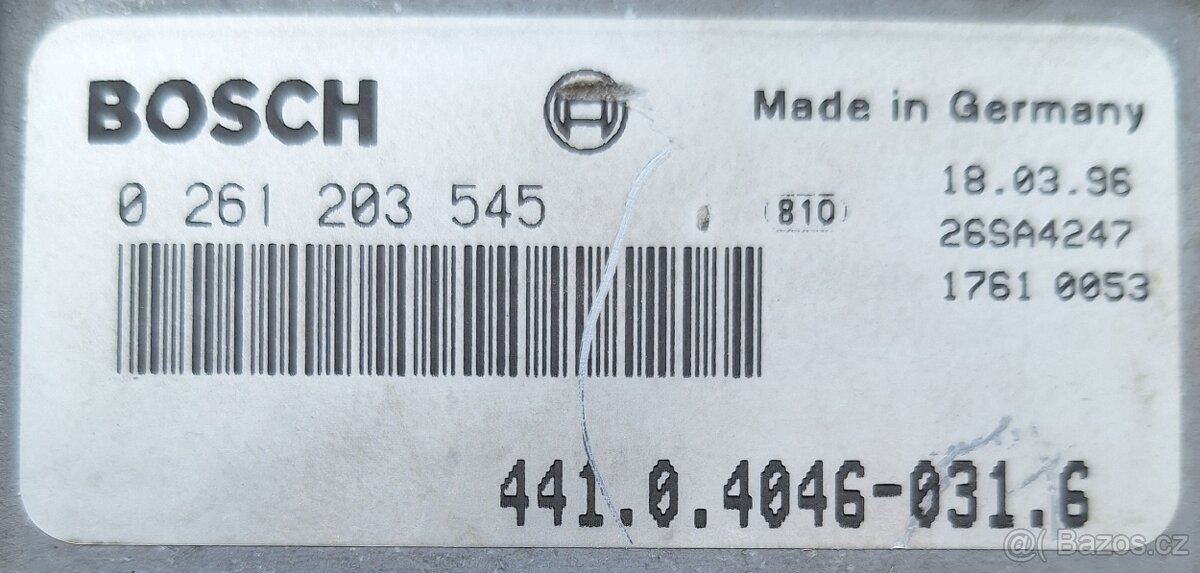 BOSCH
Made in Germany
0 261 203 545
(810)
18.03.96
26SA4247
1761 0053
441.0.4046-031.6
@( Bazos.cz